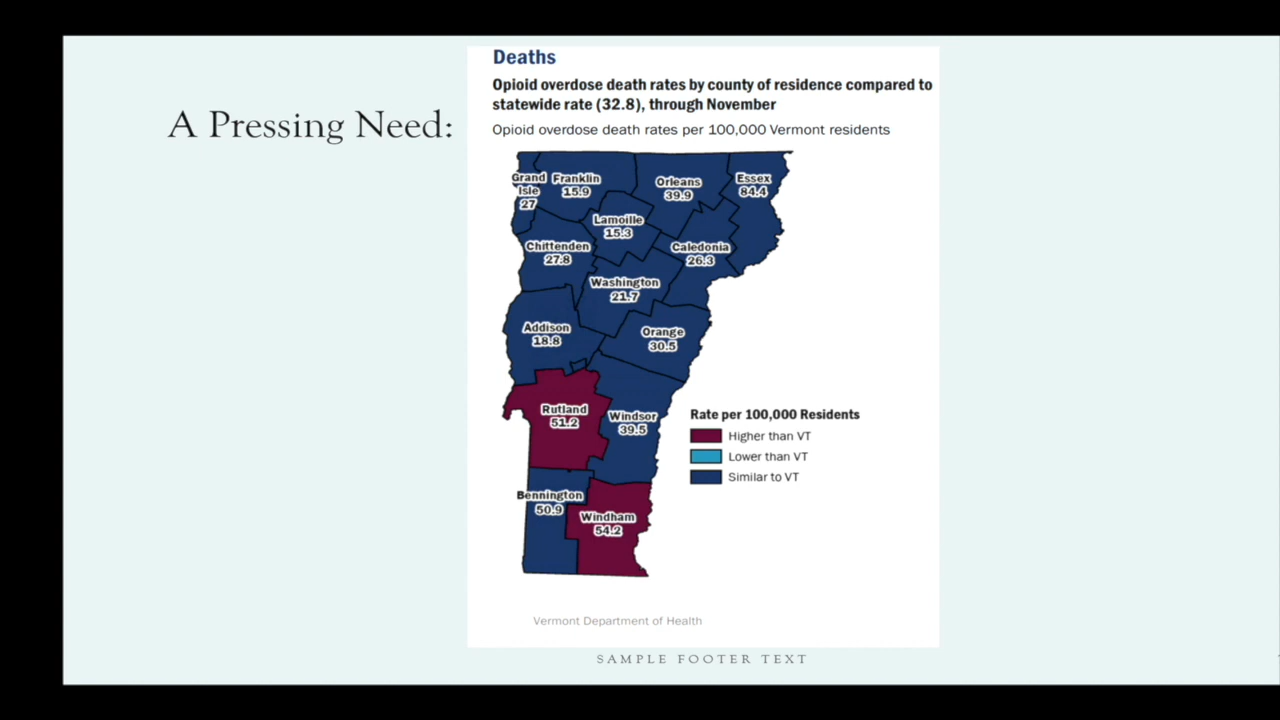 A Pressing Need:
Deaths
Opioid overdose death rates by county of residence compared to
statewide rate (32.8), through November
Opioid overdose death rates per 100,000 Vermont residents
Grand
Isle
27
Franklin
15.9
Orleans
39.9
Essex
84.4
Lamoille
15.3
Chittenden
27.8
Caledonia
26.3
Washington
21.7
Addison
18.8
Orange
30.5
Rutland
51.2
Windsor
39.5
Rate per 100,000 Residents
Higher than VT
Lower than VT
Similar to VT
Bennington
50.9
Windham
54.2
Vermont Department of Health
SAMPLE FOOTER TEXT